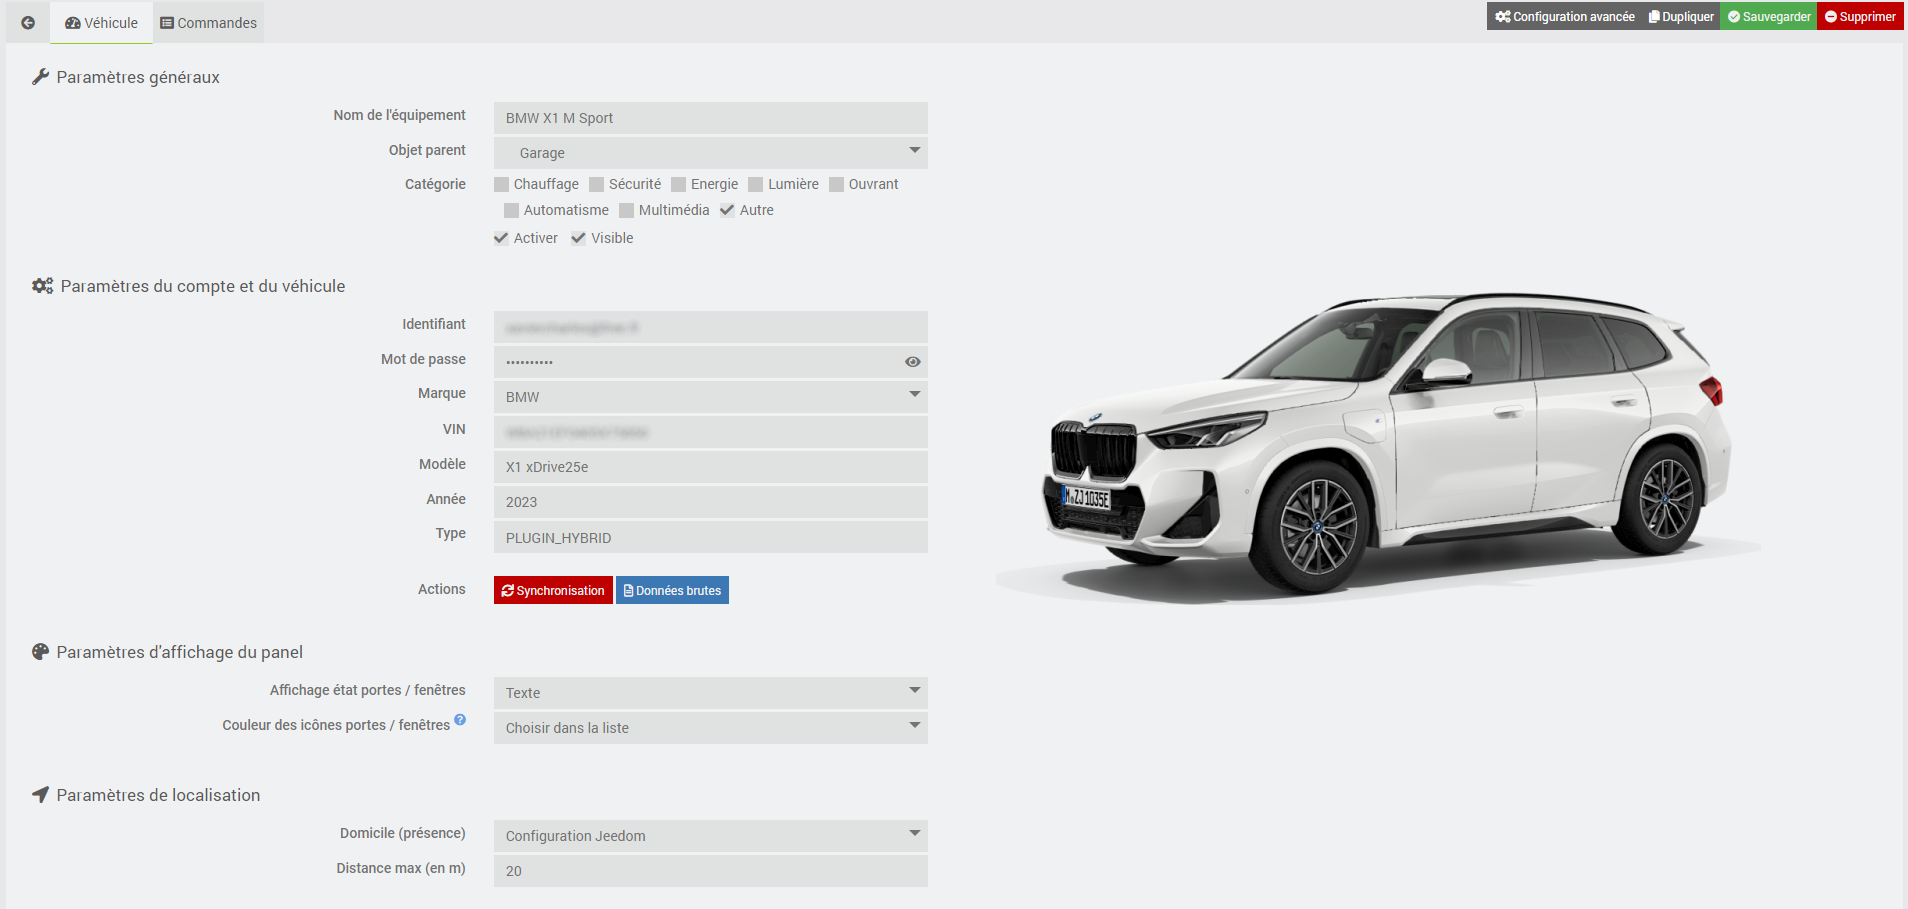 Véhicule Commandes Configuration avancée Dupliquer Sauvegarder Supprimer
Paramètres généraux
Nom de l'équipement BMW X1 M Sport
Objet parent Garage
Catégorie Chauffage Sécurité Energie Lumière Ouvrant
Automatisme Multimédia Autre
Activer Visible
Paramètres du compte et du véhicule
Identifiant
Mot de passe ••••••••••
Marque BMW
VIN
Modèle X1 xDrive25e
Année 2023
Type PLUGIN_HYBRID
Actions Synchronisation Données brutes
Paramètres d'affichage du panel
Affichage état portes / fenêtres Texte
Couleur des icônes portes / fenêtres ? Choisir dans la liste
Paramètres de localisation
Domicile (présence) Configuration Jeedom
Distance max (en m) 20
M ZJ 1035E